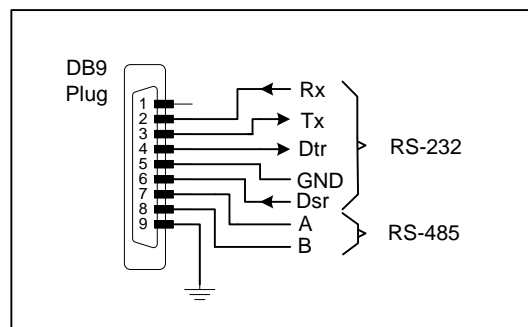 DB9
Plug
1
2
3
4
5
6
7
8
9
Rx
Tx
Dtr
GND
Dsr
A
B
RS-232
RS-485